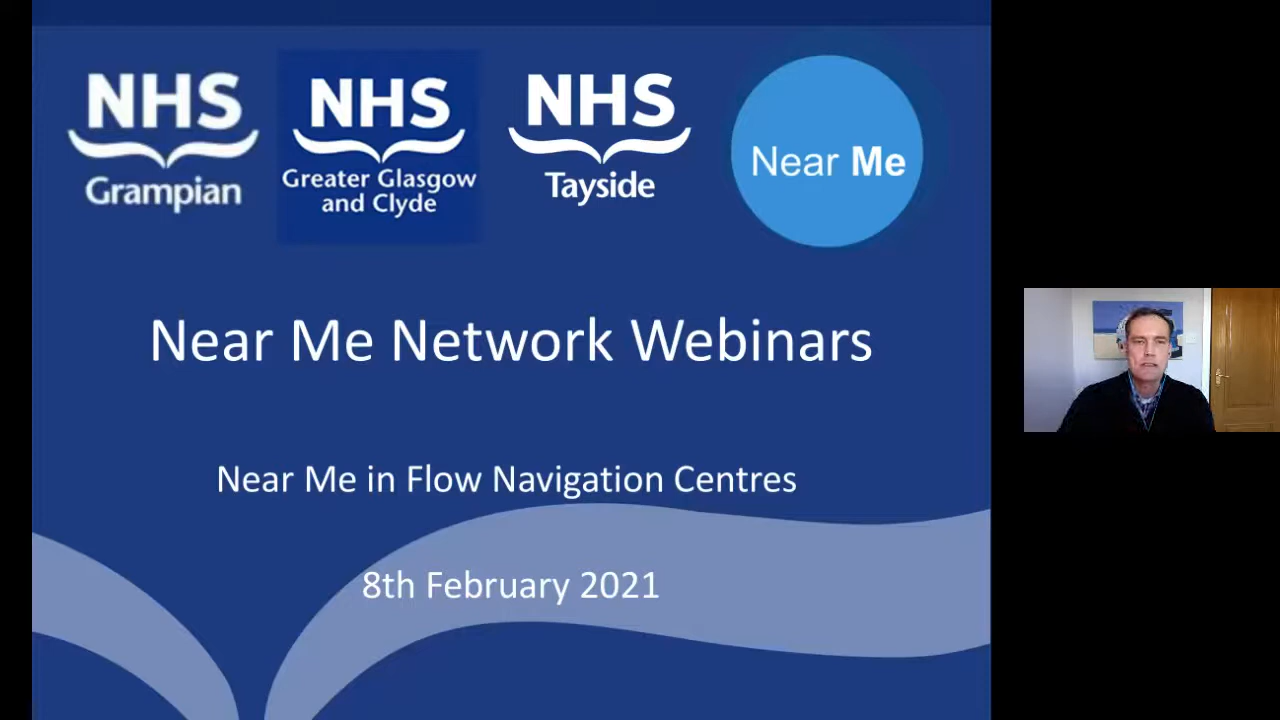 NHS
Grampian
NHS
Greater Glasgow
and Clyde
NHS
Tayside
Near Me
Near Me Network Webinars
Near Me in Flow Navigation Centres
8th February 2021